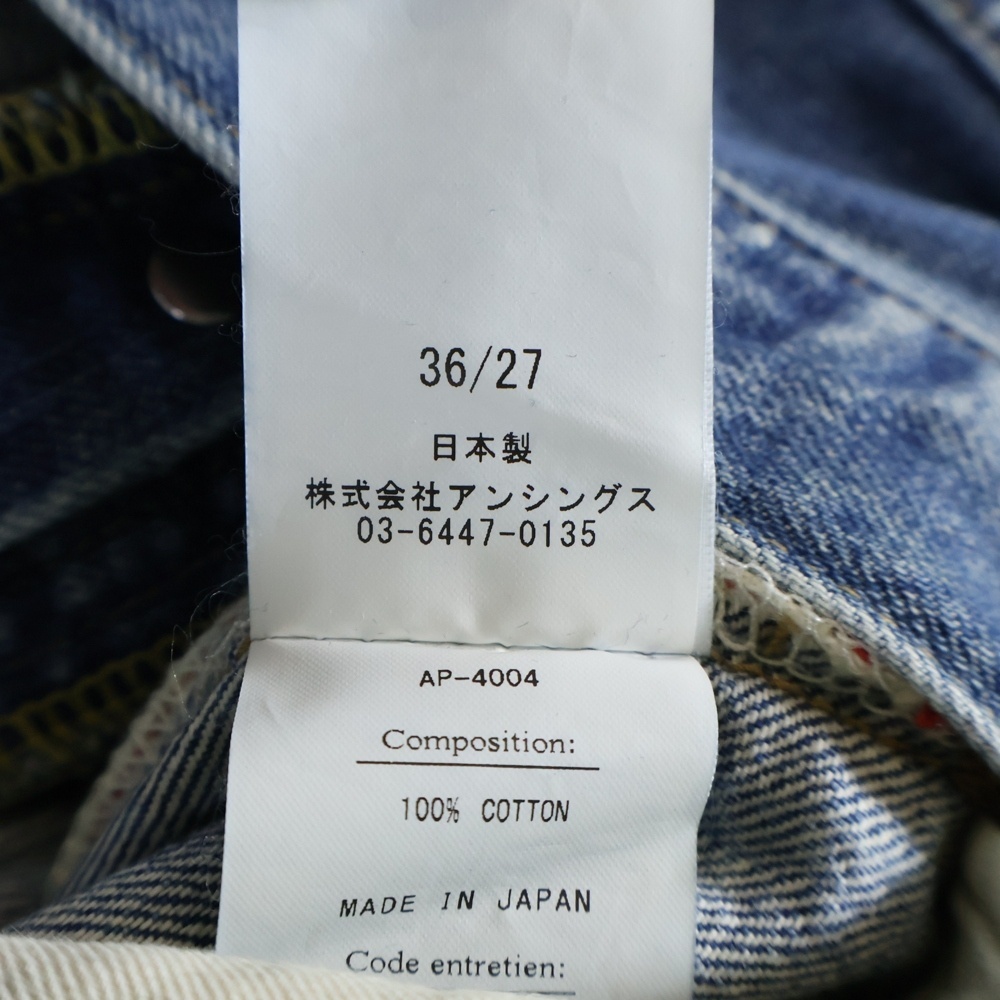 36/27
日本製
株式会社アンシングス
03-6447-0135
AP-4004
Composition:
100% COTTON
MADE IN JAPAN
Code entretien: